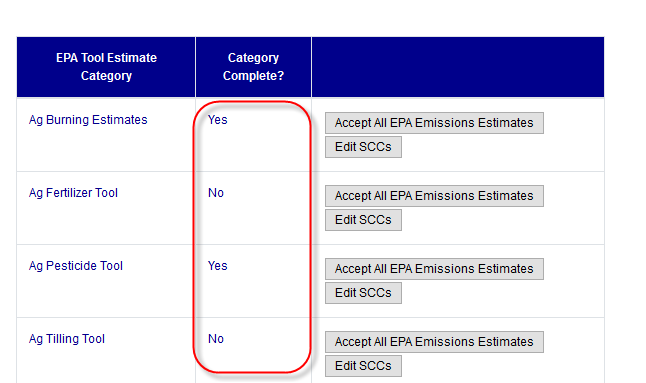 EPA Tool Estimate Category Complete?
Category Complete?
Ag Burning Estimates Yes Accept All EPA Emissions Estimates
Edit SCCs
Ag Fertilizer Tool No Accept All EPA Emissions Estimates
Edit SCCs
Ag Pesticide Tool Yes Accept All EPA Emissions Estimates
Edit SCCs
Ag Tilling Tool No Accept All EPA Emissions Estimates
Edit SCCs